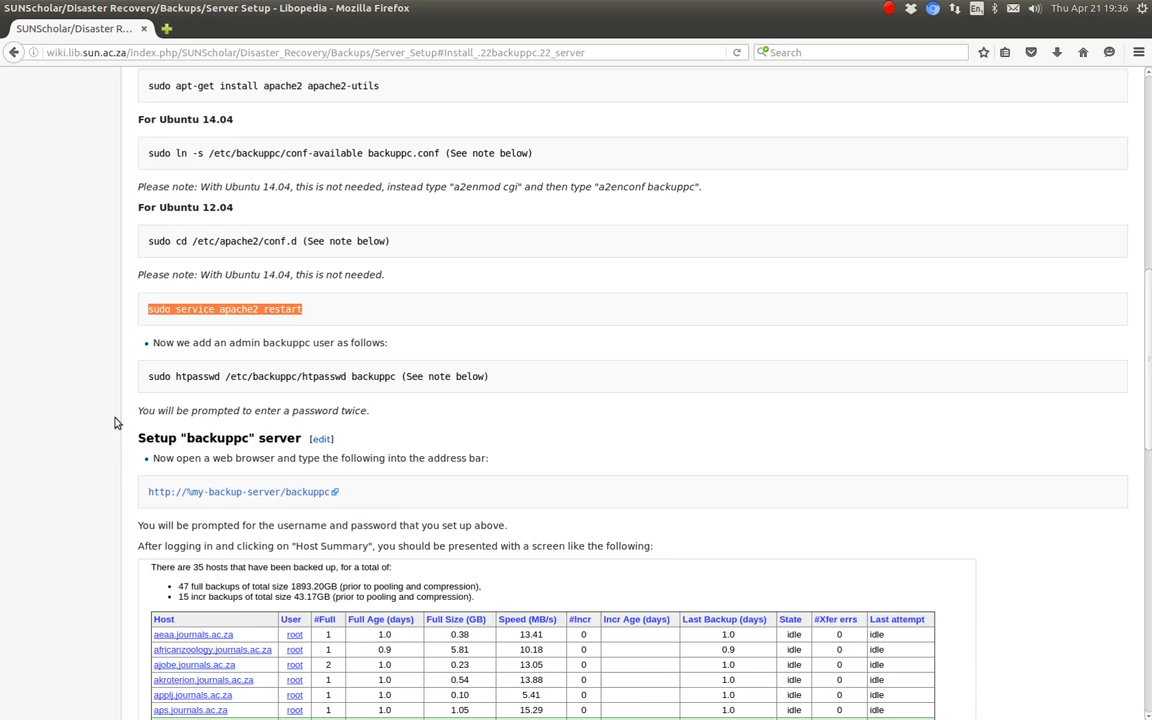 SUNScholar/Disaster Recovery/Backups/Server Setup - Libopedia - Mozilla Firefox
En
Thu Apr 21 19:36
SUNScholar/Disaster R...
wiki.lib.sun.ac.za/index.php/SUNScholar/Disaster_Recovery/Backups/Server_Setup#Install_.22backuppc.22_server
Search
sudo apt-get install apache2 apache2-utils
For Ubuntu 14.04
sudo ln -s /etc/backuppc/conf-available backuppc.conf (See note below)
Please note: With Ubuntu 14.04, this is not needed, instead type "a2enmod cgi" and then type "a2enconf backuppc".
For Ubuntu 12.04
sudo cd /etc/apache2/conf.d (See note below)
Please note: With Ubuntu 14.04, this is not needed.
sudo service apache2 restart
Now we add an admin backuppc user as follows:
sudo htpasswd /etc/backuppc/htpasswd backuppc (See note below)
You will be prompted to enter a password twice.
Setup "backuppc" server [edit]
Now open a web browser and type the following into the address bar:
http://%my-backup-server/backuppc
You will be prompted for the username and password that you set up above.
After logging in and clicking on "Host Summary", you should be presented with a screen like the following:
There are 35 hosts that have been backed up, for a total of:
47 full backups of total size 1893.20GB (prior to pooling and compression),
15 incr backups of total size 43.17GB (prior to pooling and compression).
Host User #Full Full Age (days) Full Size (GB) Speed (MB/s) #Incr Incr Age (days) Last Backup (days) State #Xfer errs Last attempt
aeaa.journals.ac.za root 1 1.0 0.38 13.41 0 1.0 idle 0 idle
africanzoology.journals.ac.za root 1 0.9 5.81 10.18 0 0.9 idle 0 idle
ajobe.journals.ac.za root 2 1.0 0.23 13.05 0 1.0 idle 0 idle
akroterion.journals.ac.za root 1 1.0 0.54 13.88 0 1.0 idle 0 idle
applj.journals.ac.za root 1 1.0 0.10 5.41 0 1.0 idle 0 idle
aps.journals.ac.za root 1 1.0 1.05 15.29 0 1.0 idle 0 idle